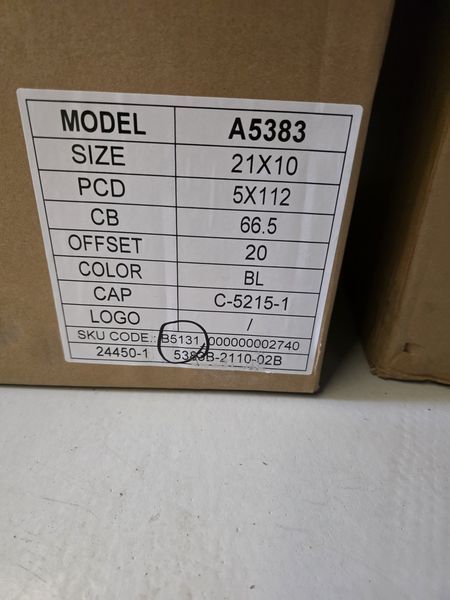 MODEL A5383
SIZE 21X10
PCD 5X112
CB 66.5
OFFSET 20
COLOR BL
CAP C-5215-1
LOGO /
SKU CODE.: B5131 000000002740
24450-1 5383B-2110-02B